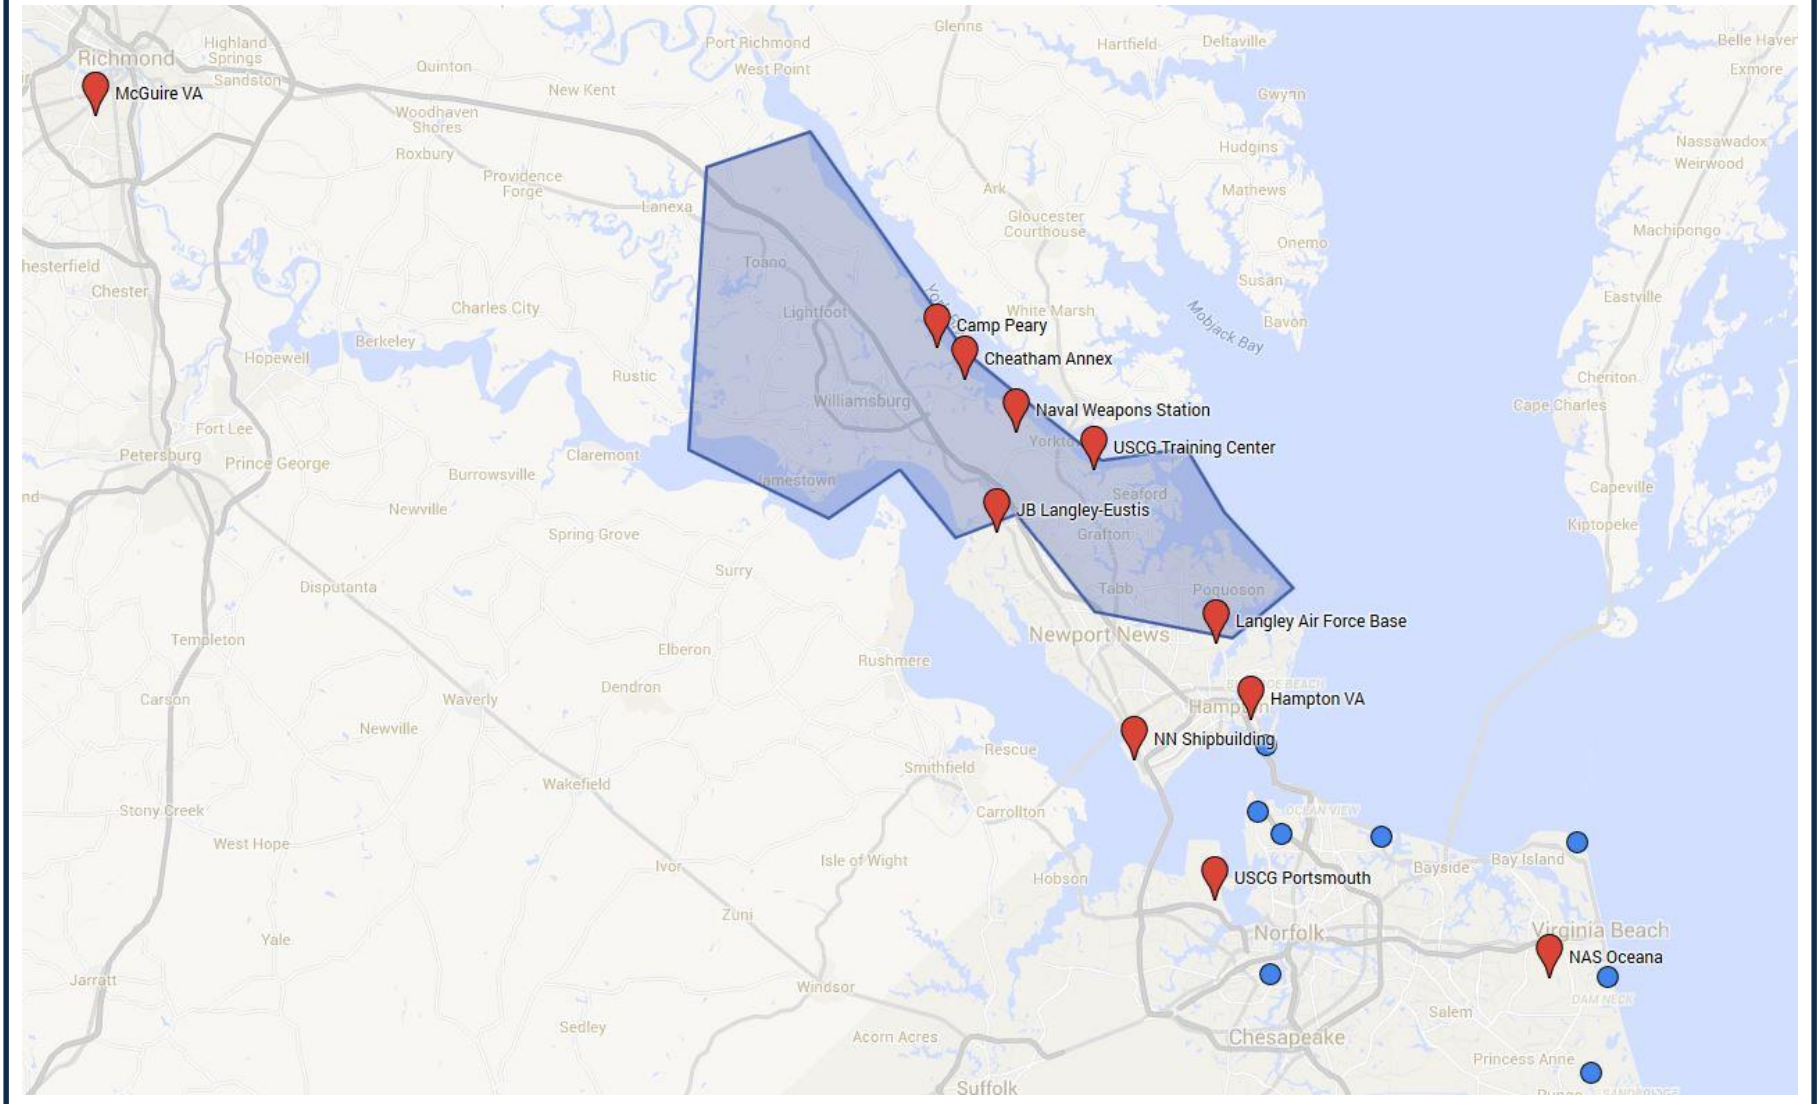 Glenns
Port Richmond
Highland
Springs
Hartfield
Deltaville
Belle Haven
Richmond
Quinton
West Point
Exmore
Sandston
McGuire VA
New Kent
Gwynn
Woodhaven
Shores
Roxbury
Hudgins
Nassawadox
Weirwood
Providence
Forge
Ark
Mathews
Lanexa
Gloucester
Courthouse
Machipongo
Onemo
Toano
hesterfield
Chester
Susan
Eastville
Charles City
Lightfoot
White Marsh
Mobjack Bay
Bavon
Camp Peary
Berkeley
Hopewell
Cheatham Annex
Rustic
Cheriton
Williamsburg
Cape Charles
Naval Weapons Station
Fort Lee
Petersburg
Prince George
Claremont
USCG Training Center
Burrowsville
Jamestown
Capeville
Seaford
Newville
JB Langley-Eustis
Kiptopeke
Spring Grove
Grafton
Surry
Disputanta
Tabb
Poquoson
Langley Air Force Base
Templeton
Newport News
Elberon
Rushmere
Dendron
Carson
Waverly
Hampton VA
Newville
NN Shipbuilding
Rescue
Smithfield
Wakefield
Stony Creek
Carrollton
OCEAN VIEW
West Hope
Isle of Wight
Bay Island
Bayside
Ivor
Hobson
USCG Portsmouth
Zuni
Norfolk
Virginia Beach
Yale
NAS Oceana
Jarratt
Windsor
DAM NECK
Salem
Sedley
Acorn Acres
Chesapeake
Princess Anne
Suffolk